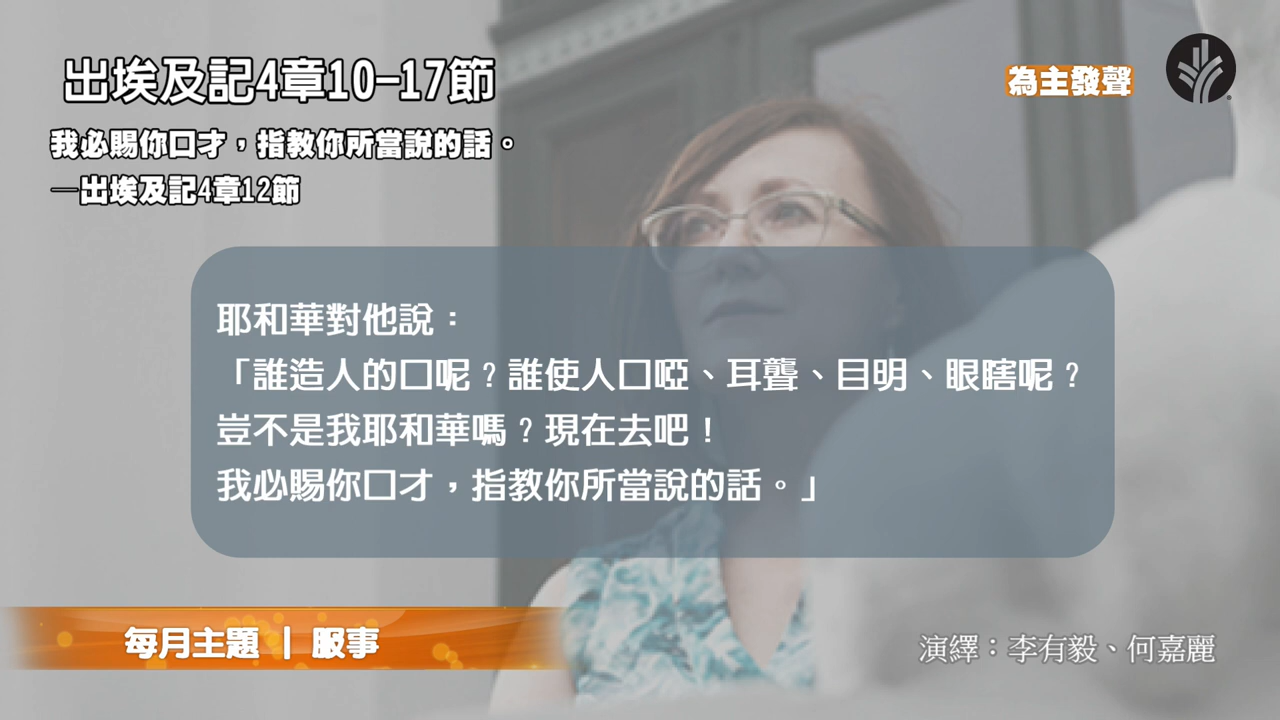 出埃及記4章10-17節
我必賜你口才，指教你所當說的話。
—出埃及記4章12節
為主發聲
耶和華對他說：
「誰造人的口呢？誰使人口啞、耳聾、目明、眼瞎呢？
豈不是我耶和華嗎？現在去吧！
我必賜你口才，指教你所當說的話。」
每月主題 | 服事
演繹：李有毅、何嘉麗